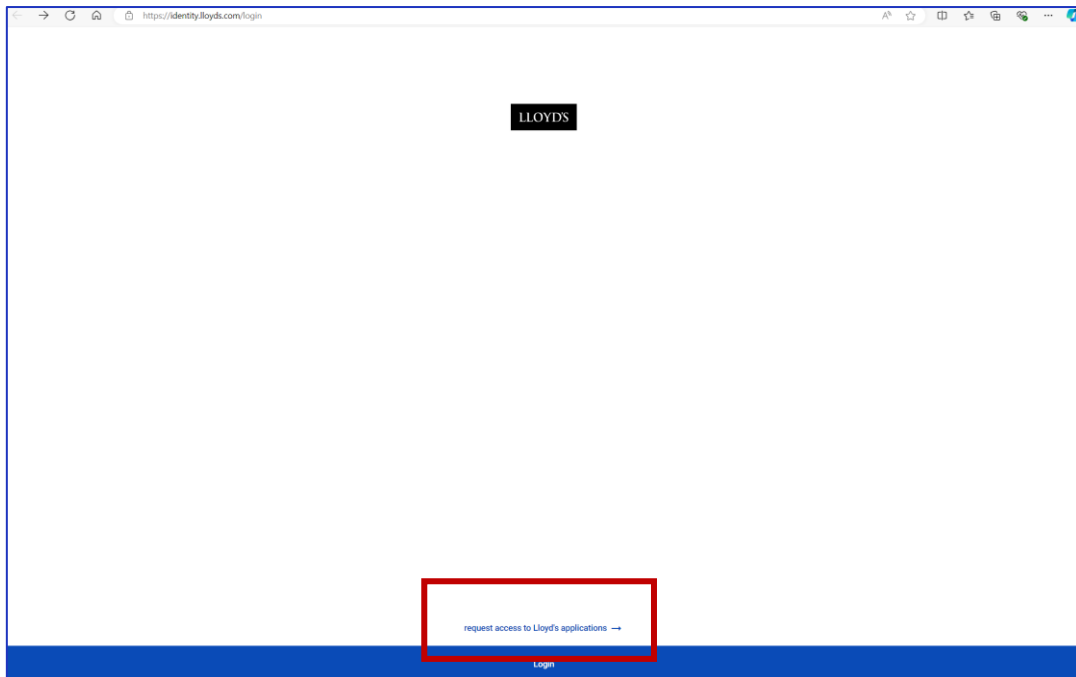 https://identity.lloyds.com/login
LLOYD'S
request access to Lloyd's applications →
Login